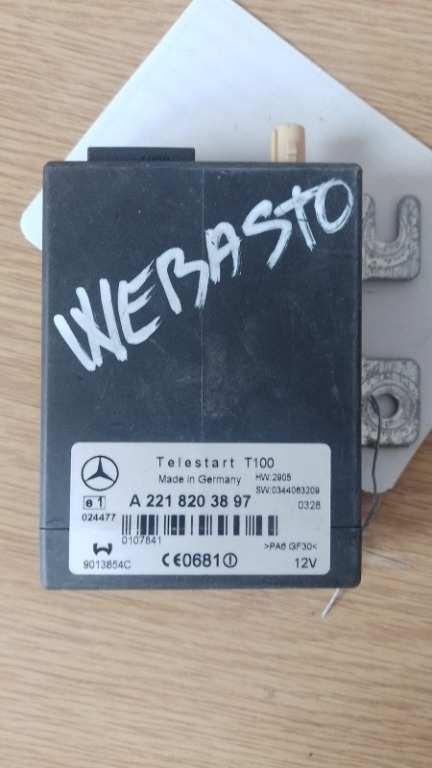 WEBASTO
Telestart T100
Made in Germany
HW:2905
SW:0344063209
e 1
A 221 820 38 97
0328
024477
0107841
>PA6 GF30<
9013854C
CE0681
12V